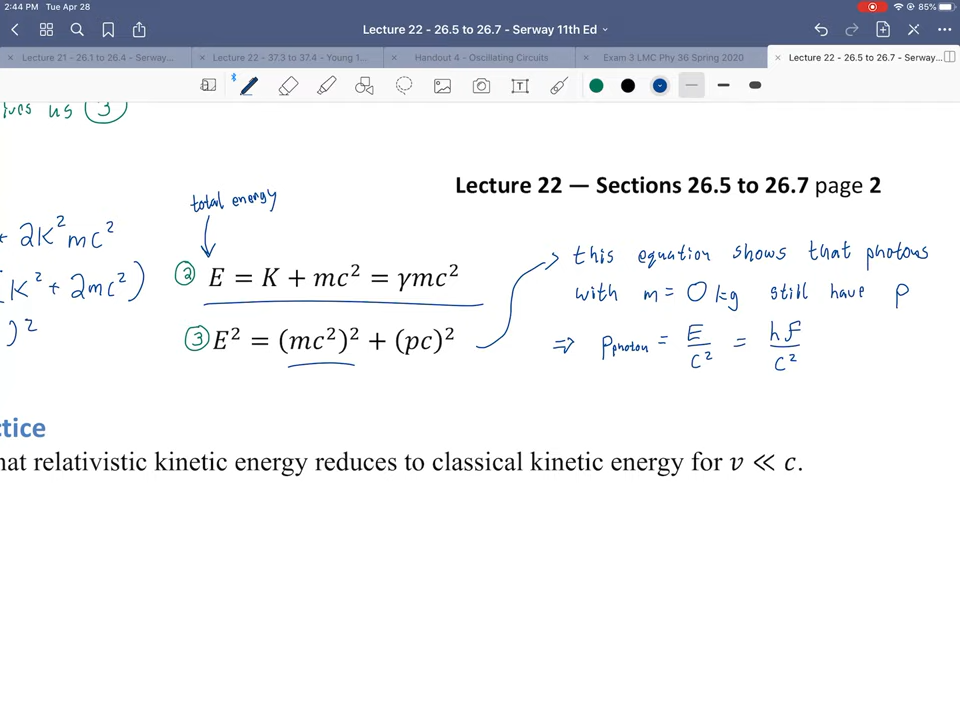 2:44 PM Tue Apr 28
85%
Lecture 22 - 26.5 to 26.7 - Serway 11th Ed
Lecture 21 - 26.1 to 26.4 - Serway...
Lecture 22 - 37.3 to 37.4 - Young 1...
Handout 4 - Oscillating Circuits
Exam 3 LMC Phy 36 Spring 2020
Lecture 22 - 26.5 to 26.7 - Serway...
us ③
Lecture 22 — Sections 26.5 to 26.7 page 2
total energy
+ 2K² mc²
(K² + 2mc²)
)²
② E = K + mc² = γmc²
③ E² = (mc²)² + (pc)²
this equation shows that photons
with m = 0 kg still have p
⇒ p_photon = E/c² = hf/c²
ctice
hat relativistic kinetic energy reduces to classical kinetic energy for v ≪ c.